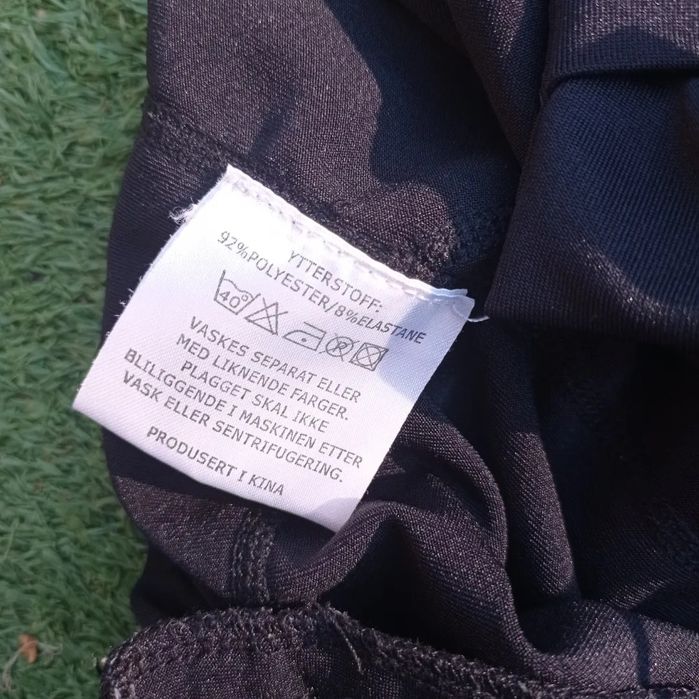 YTTERSTOFF:
92%POLYESTER/8%ELASTANE
40°
VASKES SEPARAT ELLER
MED LIKNENDE FARGER.
PLAGGET SKAL IKKE
BLILIGGENDE I MASKINEN ETTER
VASK ELLER SENTRIFUGERING.
PRODUSERT I KINA